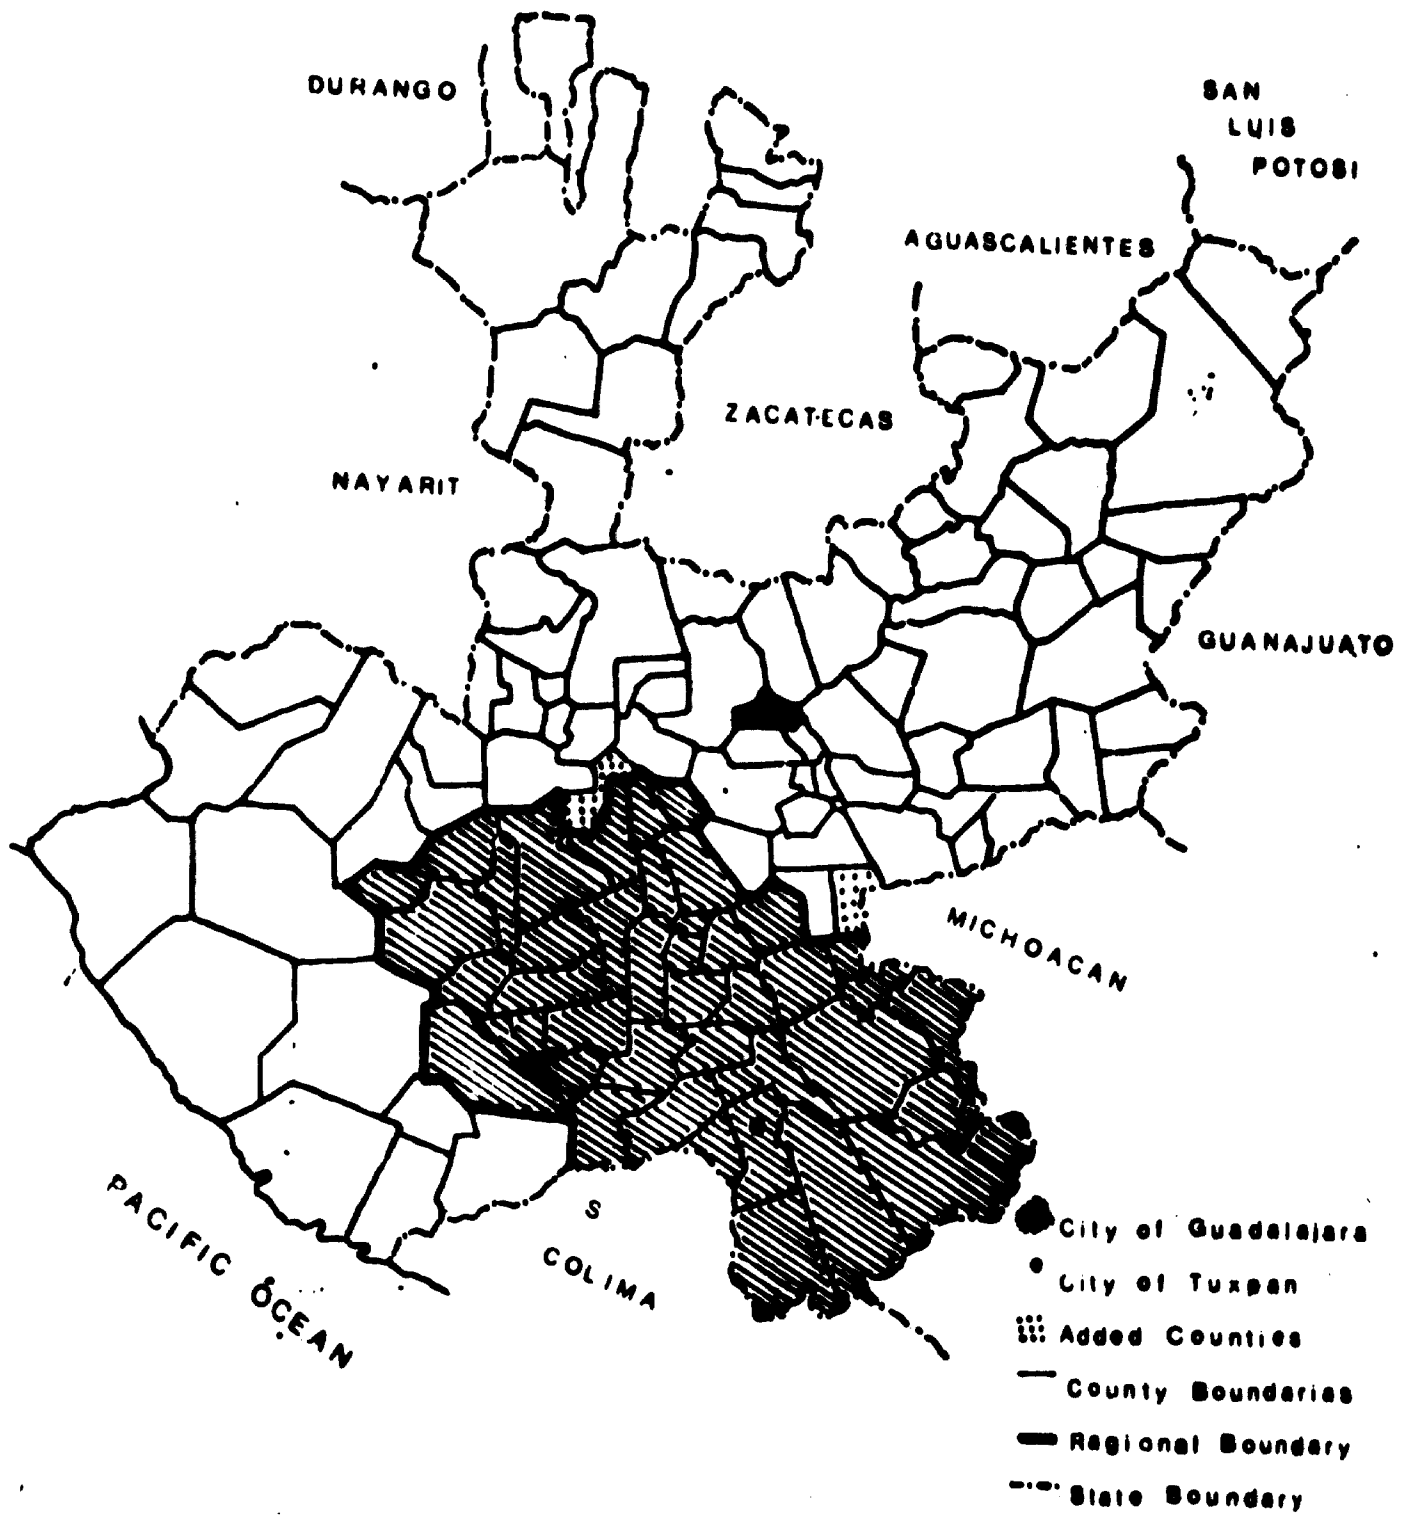 DURANGO
SAN
LUIS
POTOSI
AGUASCALIENTES
ZACATECAS
NAYARIT
GUANAJUATO
MICHOACAN
S
COLIMA
PACIFIC OCEAN
City of Guadalajara
City of Tuxpan
Added Counties
County Boundaries
Regional Boundary
State Boundary